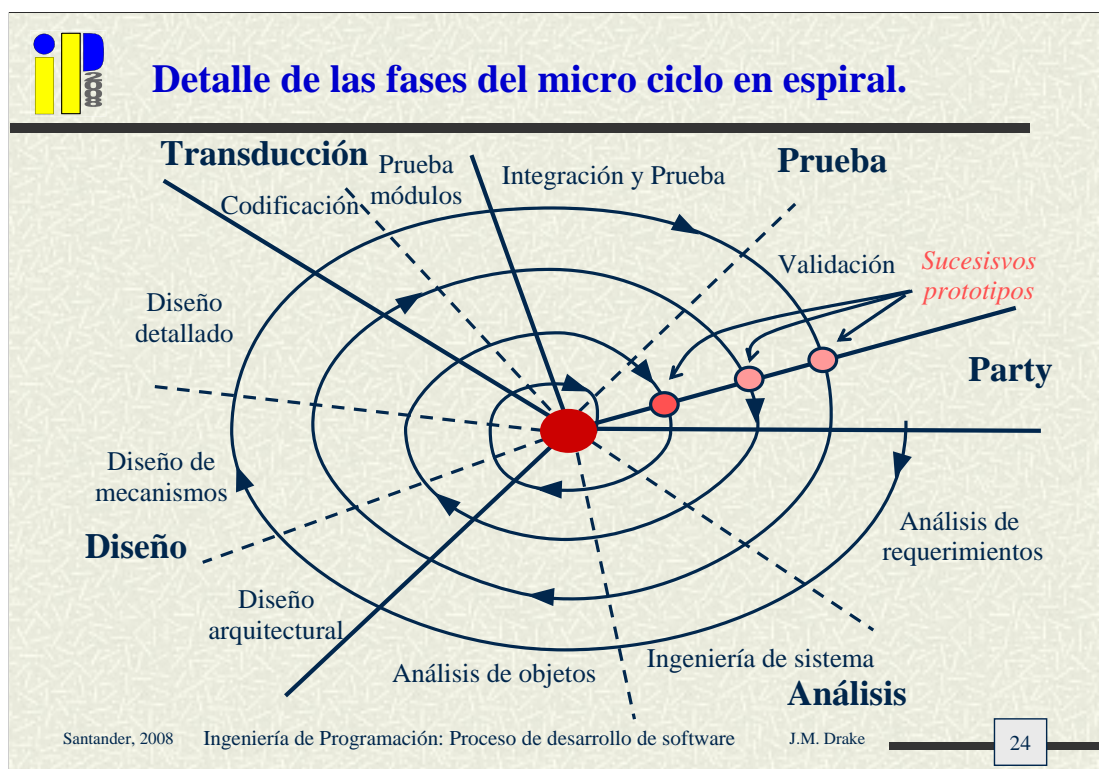 iIP
2008
Detalle de las fases del micro ciclo en espiral.
Transducción
Prueba
módulos
Integración y Prueba
Prueba
Codificación
Validación
Sucesisvos
prototipos
Diseño
detallado
Party
Diseño de
mecanismos
Análisis de
requerimientos
Diseño
Diseño
arquitectural
Análisis de objetos
Ingeniería de sistema
Análisis
Santander, 2008
Ingeniería de Programación: Proceso de desarrollo de software
J.M. Drake
24